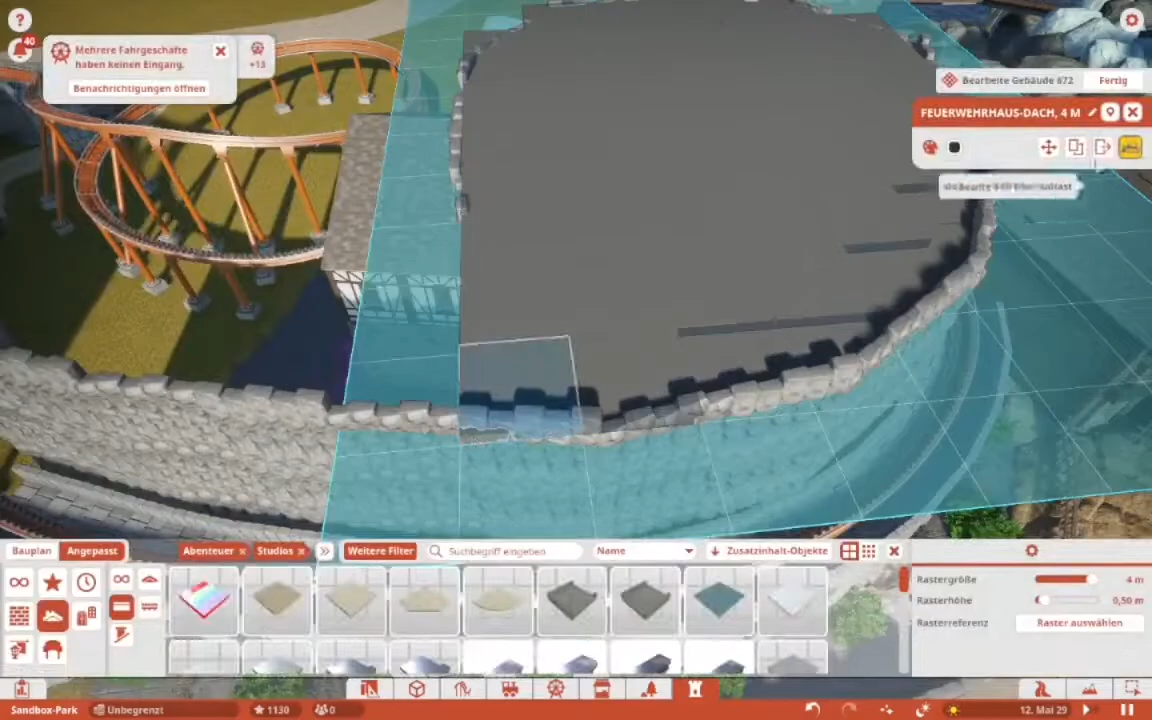 ?
40
Mehrere Fahrgeschäfte
haben keinen Eingang.
+13
Benachrichtigungen öffnen
Bearbeite Gebäude 672
Fertig
FEUERWEHRHAUS-DACH, 4 M
Bauplan
Angepasst
Abenteuer
Studios
Weitere Filter
Suchbegriff eingeben
Name
Zusatzinhalt-Objekte
Rastergröße
4 m
Rasterhöhe
0,50 m
Rasterreferenz
Raster auswählen
Sandbox-Park
Unbegrenzt
1130
0
12. Mai 29